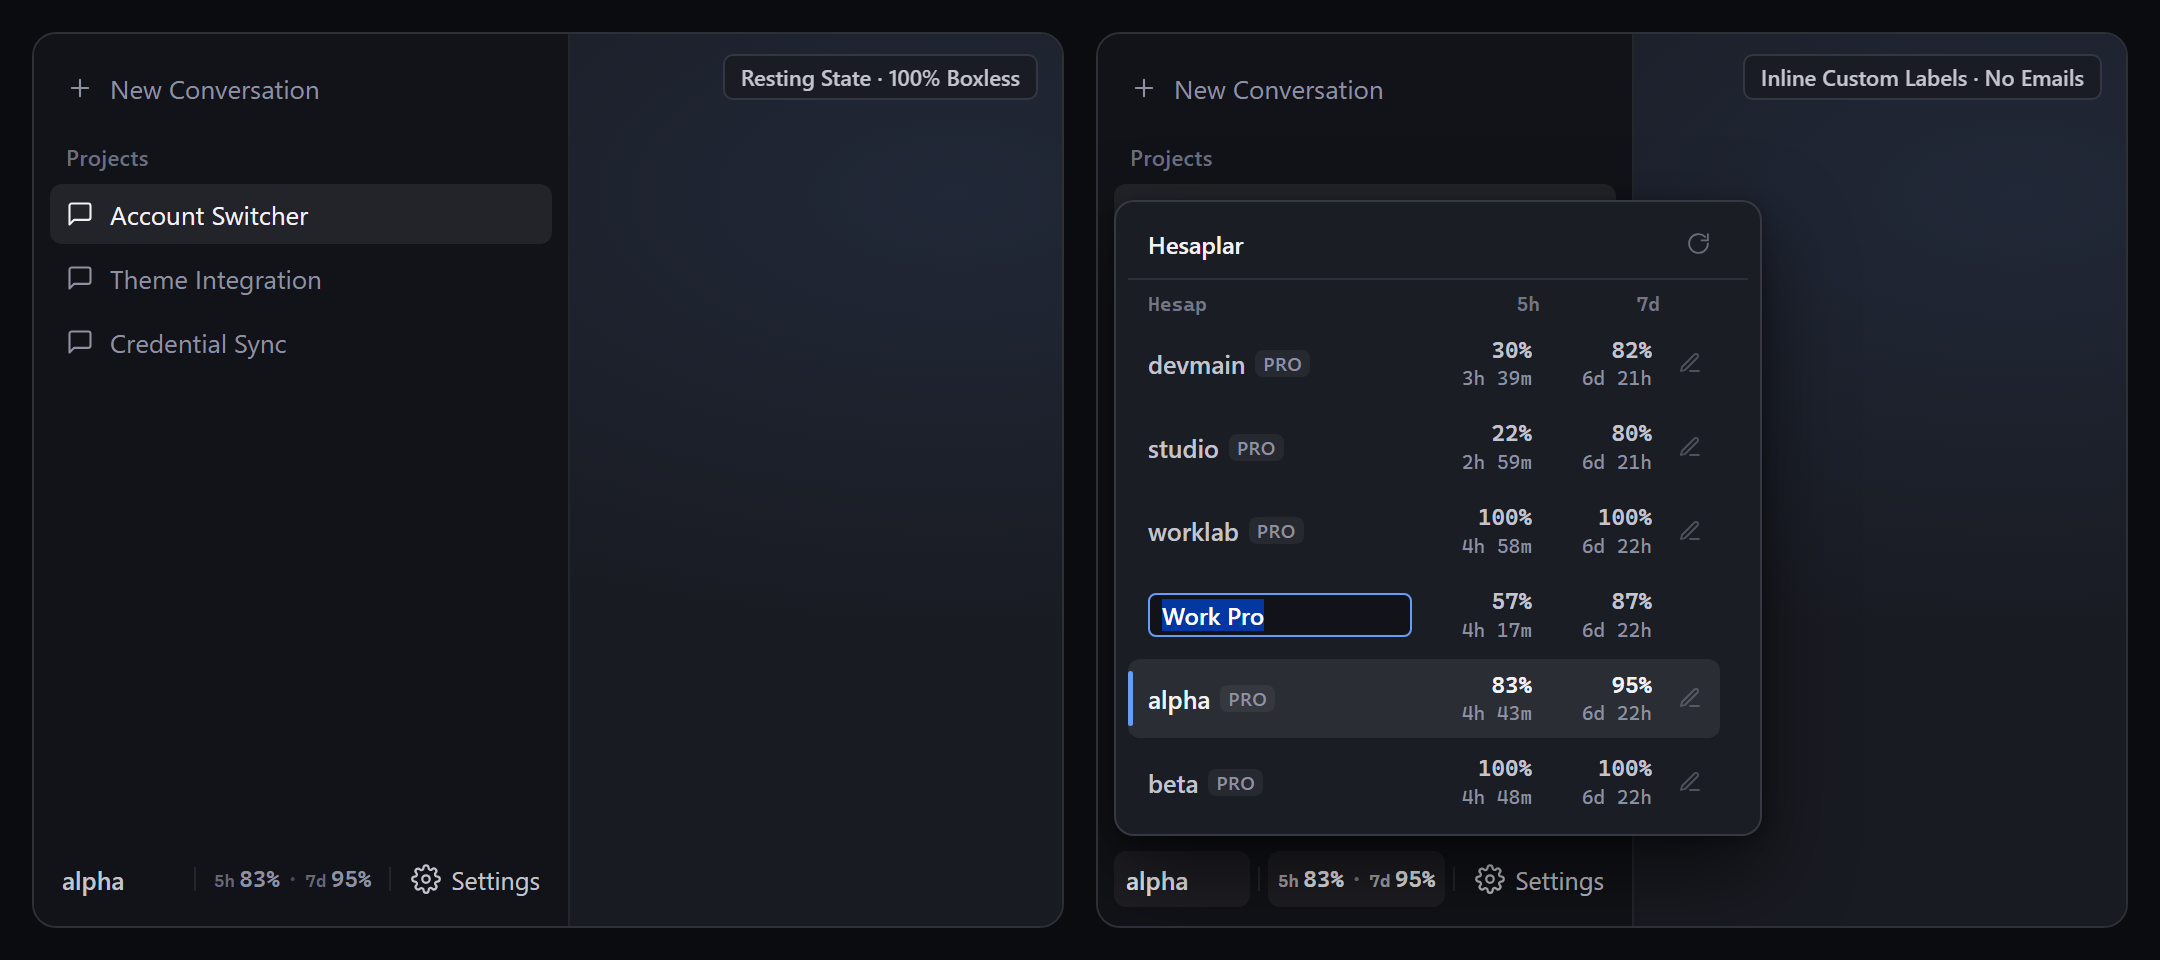 New Conversation
Resting State · 100% Boxless
Projects
Account Switcher
Theme Integration
Credential Sync
alpha
5h 83% · 7d 95%
Settings
New Conversation
Inline Custom Labels · No Emails
Projects
Hesaplar
Hesap 5h 7d
devmain PRO 30% 82%
3h 39m 6d 21h
studio PRO 22% 80%
2h 59m 6d 21h
worklab PRO 100% 100%
4h 58m 6d 22h
Work Pro 57% 87%
4h 17m 6d 22h
alpha PRO 83% 95%
4h 43m 6d 22h
beta PRO 100% 100%
4h 48m 6d 22h
alpha
5h 83% · 7d 95%
Settings